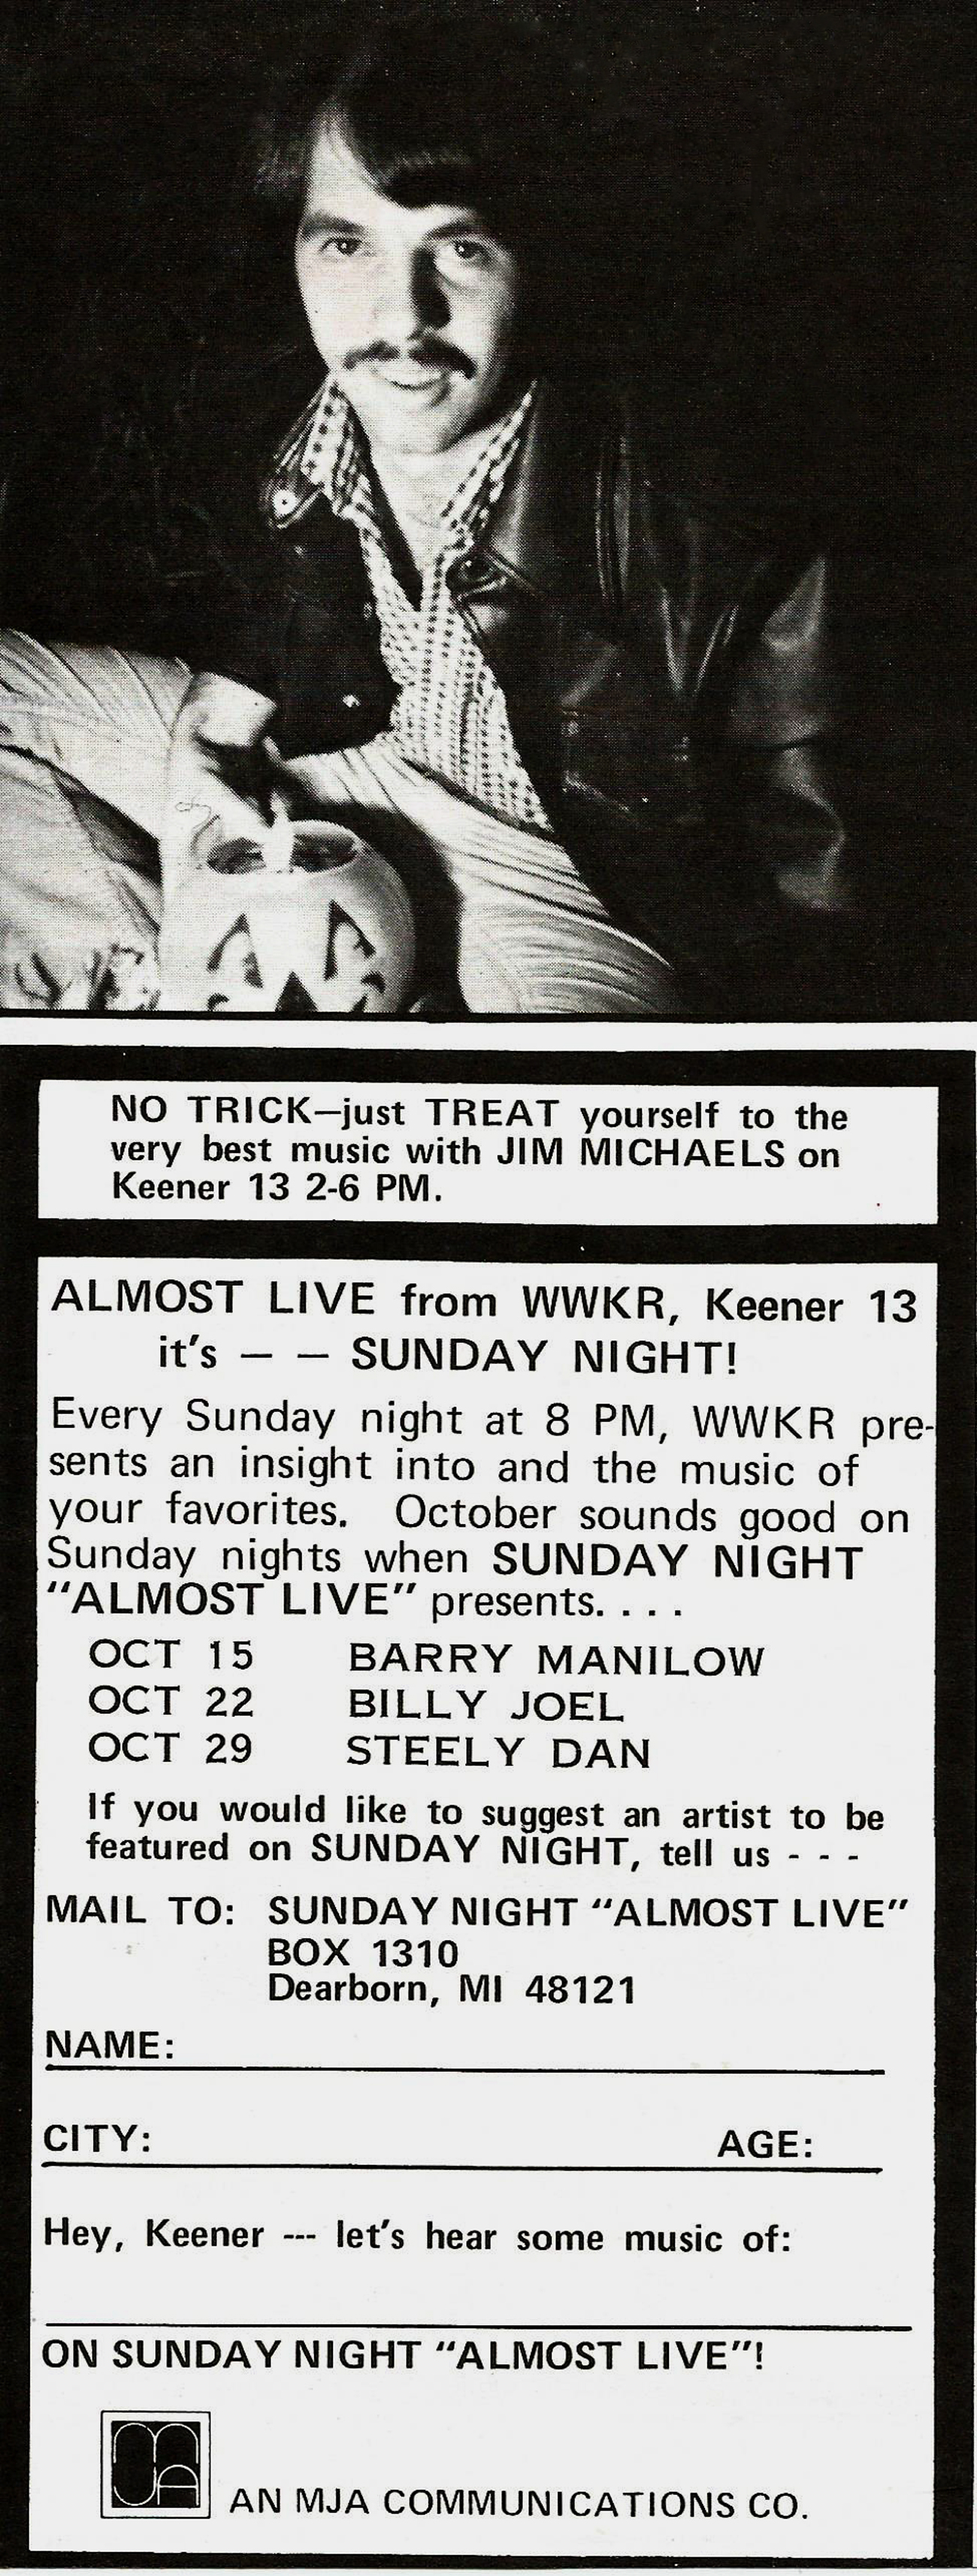 NO TRICK—just TREAT yourself to the
very best music with JIM MICHAELS on
Keener 13 2-6 PM.
ALMOST LIVE from WWKR, Keener 13
it's — — SUNDAY NIGHT!
Every Sunday night at 8 PM, WWKR pre-
sents an insight into and the music of
your favorites. October sounds good on
Sunday nights when SUNDAY NIGHT
"ALMOST LIVE" presents. . . .
OCT 15 BARRY MANILOW
OCT 22 BILLY JOEL
OCT 29 STEELY DAN
If you would like to suggest an artist to be
featured on SUNDAY NIGHT, tell us - - -
MAIL TO: SUNDAY NIGHT "ALMOST LIVE"
BOX 1310
Dearborn, MI 48121
NAME:
CITY: AGE:
Hey, Keener --- let's hear some music of:
ON SUNDAY NIGHT "ALMOST LIVE"!
MJA
AN MJA COMMUNICATIONS CO.